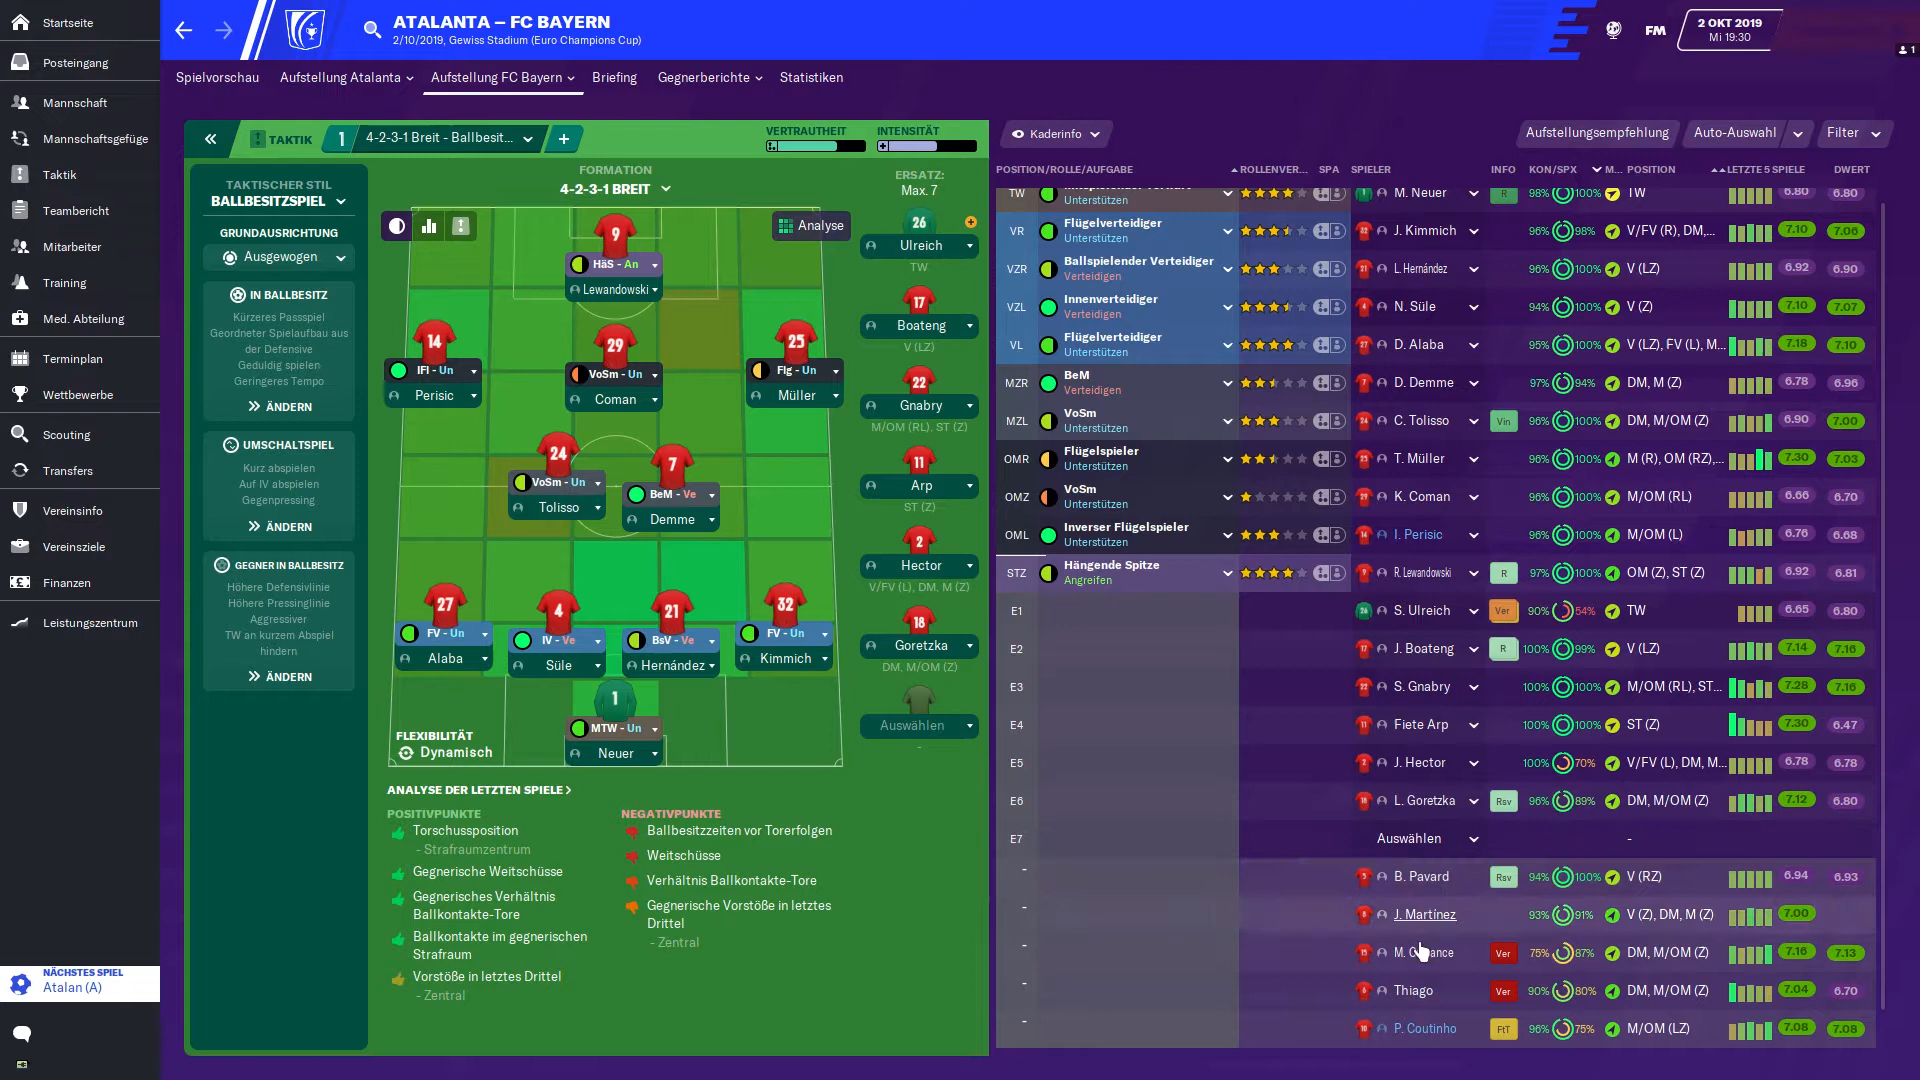 Startseite
Posteingang
Mannschaft
Mannschaftsgefüge
Taktik
Teambericht
Mitarbeiter
Training
Med. Abteilung
Terminplan
Wettbewerbe
Scouting
Transfers
Vereinsinfo
Vereinsziele
Finanzen
Leistungszentrum
NÄCHSTES SPIEL
Atalan (A)
ATALANTA – FC BAYERN
2/10/2019, Gewiss Stadium (Euro Champions Cup)
FM
2 OKT 2019
Mi 19:30
1
Spielvorschau Aufstellung Atalanta Aufstellung FC Bayern Briefing Gegnerberichte Statistiken
TAKTIK 1 4-2-3-1 Breit - Ballbesit...
VERTRAUTHEIT INTENSITÄT
TAKTISCHER STIL
BALLBESITZSPIEL
GRUNDAUSRICHTUNG
Ausgewogen
IN BALLBESITZ
Kürzeres Passspiel
Geordneter Spielaufbau aus
der Defensive
Geduldig spielen
Geringeres Tempo
ÄNDERN
UMSCHALTSPIEL
Kurz abspielen
Auf IV abspielen
Gegenpressing
ÄNDERN
GEGNER IN BALLBESITZ
Höhere Defensivlinie
Höhere Pressinglinie
Aggressiver
TW an kurzem Abspiel
hindern
ÄNDERN
FORMATION
4-2-3-1 BREIT
Analyse
9
HäS - An
Lewandowski
14
IFl - Un
Perisic
29
VoSm - Un
Coman
25
Flg - Un
Müller
24
VoSm - Un
Tolisso
7
BeM - Ve
Demme
27
FV - Un
Alaba
4
IV - Ve
Süle
21
BsV - Ve
Hernández
32
FV - Un
Kimmich
1
MTW - Un
Neuer
FLEXIBILITÄT
Dynamisch
ERSATZ:
Max. 7
26
Ulreich
TW
17
Boateng
V (LZ)
22
Gnabry
M/OM (RL), ST (Z)
11
Arp
ST (Z)
2
Hector
V/FV (L), DM, M (Z)
18
Goretzka
DM, M/OM (Z)
Auswählen
-
ANALYSE DER LETZTEN SPIELE
POSITIVPUNKTE
Torschussposition
- Strafraumzentrum
Gegnerische Weitschüsse
Gegnerisches Verhältnis
Ballkontakte-Tore
Ballkontakte im gegnerischen
Strafraum
Vorstöße in letztes Drittel
- Zentral
NEGATIVPUNKTE
Ballbesitzzeiten vor Torerfolgen
Weitschüsse
Verhältnis Ballkontakte-Tore
Gegnerische Vorstöße in letztes
Drittel
- Zentral
Kaderinfo Aufstellungsempfehlung Auto-Auswahl Filter
POSITION/ROLLE/AUFGABE ROLLENVER... SPA SPIELER INFO KON/SPX M... POSITION LETZTE 5 SPIELE DWERT
TW Unterstützen M. Neuer R 98% 100% TW 6.80 6.80
VR Flügelverteidiger Unterstützen 32 J. Kimmich 96% 98% V/FV (R), DM,... 7.10 7.06
VZR Ballspielender Verteidiger Verteidigen 21 L. Hernández 96% 100% V (LZ) 6.92 6.90
VZL Innenverteidiger Verteidigen 4 N. Süle 94% 100% V (Z) 7.10 7.07
VL Flügelverteidiger Unterstützen 27 D. Alaba 95% 100% V (LZ), FV (L), M... 7.18 7.10
MZR BeM Verteidigen 7 D. Demme 97% 94% DM, M (Z) 6.78 6.96
MZL VoSm Unterstützen 24 C. Tolisso Vin 96% 100% DM, M/OM (Z) 6.90 7.00
OMR Flügelspieler Unterstützen 25 T. Müller 96% 100% M (R), OM (RZ),... 7.30 7.03
OMZ VoSm Unterstützen 29 K. Coman 96% 100% M/OM (RL) 6.66 6.70
OML Inverser Flügelspieler Unterstützen 14 I. Perisic 96% 100% M/OM (L) 6.76 6.68
STZ Hängende Spitze Angreifen 9 R. Lewandowski R 97% 100% OM (Z), ST (Z) 6.92 6.81
E1 26 S. Ulreich Ver 90% 54% TW 6.65 6.80
E2 17 J. Boateng R 100% 99% V (LZ) 7.14 7.16
E3 22 S. Gnabry 100% 100% M/OM (RL), ST... 7.28 7.16
E4 11 Fiete Arp 100% 100% ST (Z) 7.30 6.47
E5 2 J. Hector 100% 70% V/FV (L), DM, M... 6.78 6.78
E6 18 L. Goretzka Rsv 96% 89% DM, M/OM (Z) 7.12 6.80
E7 Auswählen -
- 5 B. Pavard Rsv 94% 100% V (RZ) 6.94 6.93
- 8 J. Martínez 93% 91% V (Z), DM, M (Z) 7.00
- M. Ver 75% 87% DM, M/OM (Z) 7.16 7.13
- 6 Thiago Ver 90% 80% DM, M/OM (Z) 7.04 6.70
- 10 P. Coutinho FtT 96% 75% M/OM (LZ) 7.08 7.08